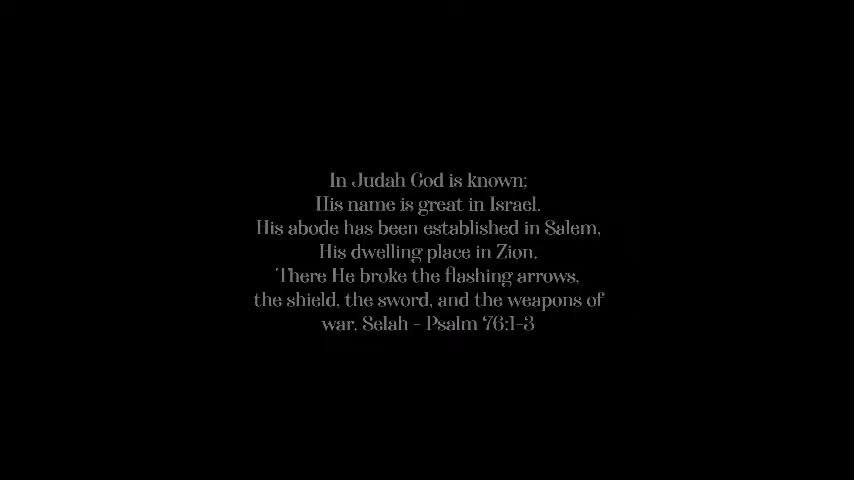 In Judah God is known;
His name is great in Israel.
His abode has been established in Salem,
His dwelling place in Zion.
There He broke the flashing arrows,
the shield, the sword, and the weapons of
war. Selah - Psalm 76:1-3